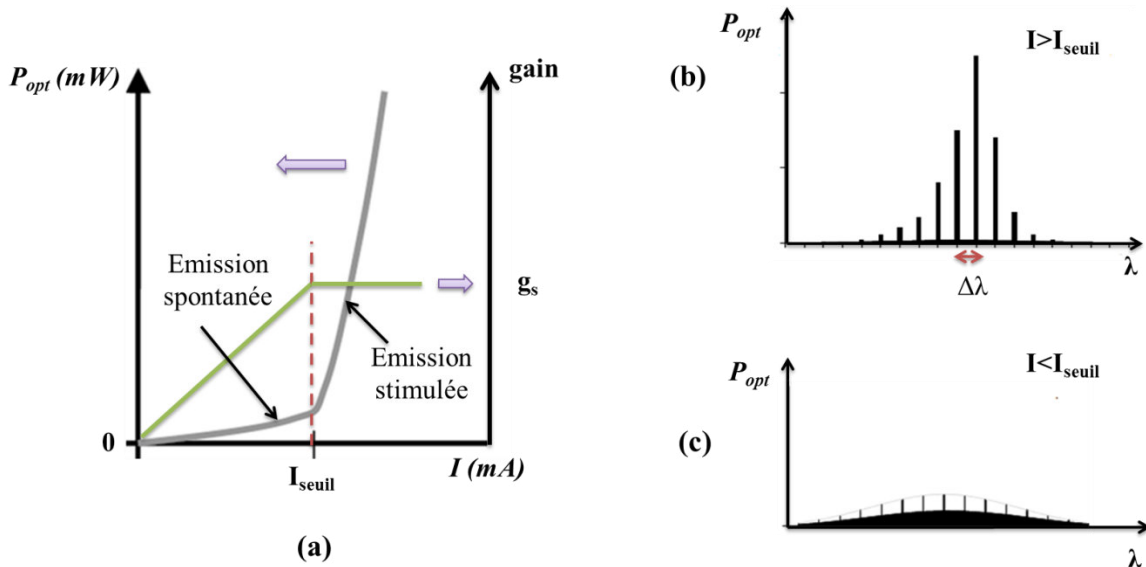 P_opt (mW)
gain
Emission
spontanée
g_s
Emission
stimulée
0
I_seuil
I (mA)
(a)
P_opt
I>I_seuil
(b)
λ
Δλ
P_opt
I<I_seuil
(c)
λ